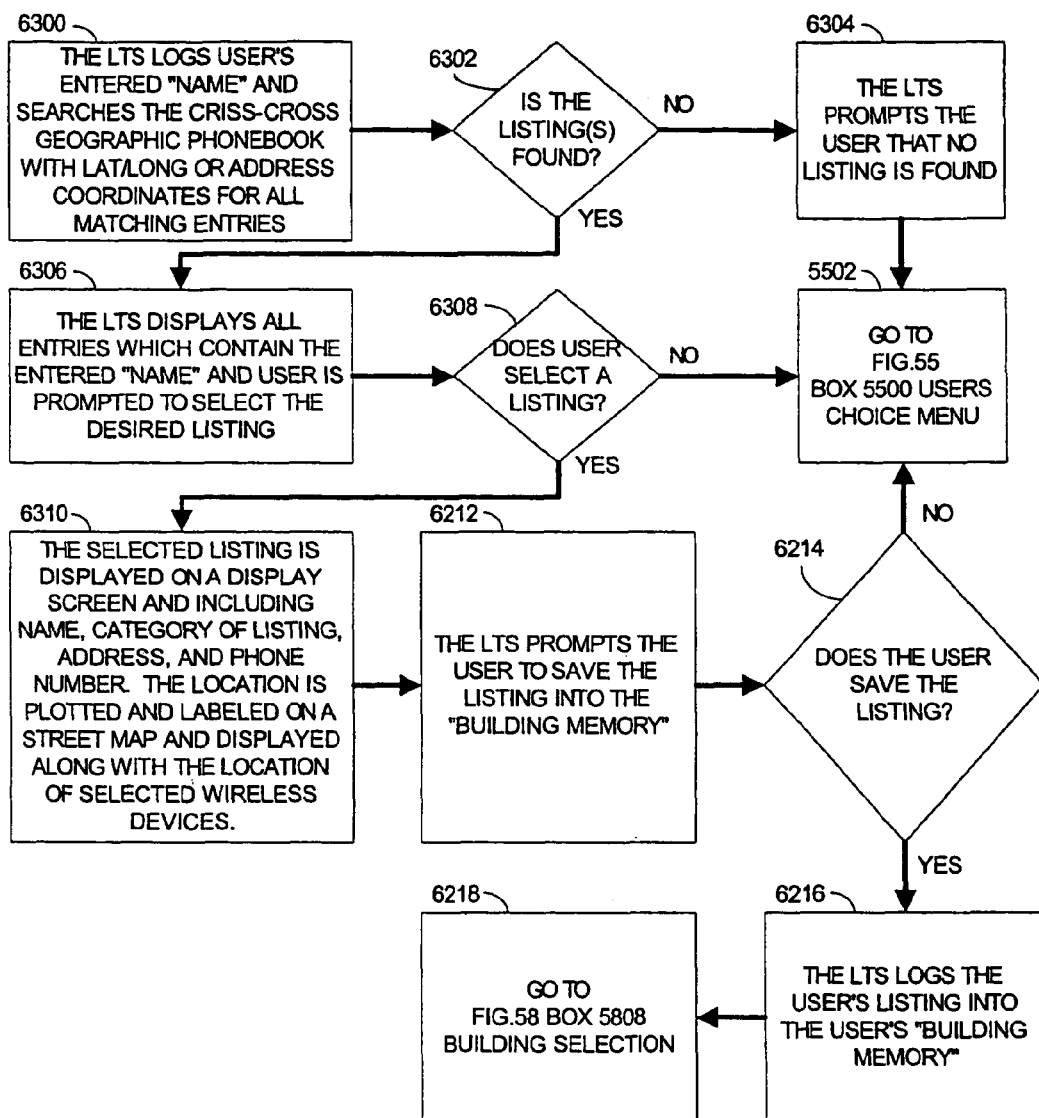 6300
THE LTS LOGS USER'S
ENTERED "NAME" AND
SEARCHES THE CRISS-CROSS
GEOGRAPHIC PHONEBOOK
WITH LAT/LONG OR ADDRESS
COORDINATES FOR ALL
MATCHING ENTRIES
6302
IS THE
LISTING(S)
FOUND?
NO
YES
6304
THE LTS
PROMPTS THE
USER THAT NO
LISTING IS FOUND
6306
THE LTS DISPLAYS ALL
ENTRIES WHICH CONTAIN THE
ENTERED "NAME" AND USER IS
PROMPTED TO SELECT THE
DESIRED LISTING
6308
DOES USER
SELECT A
LISTING?
NO
YES
5502
GO TO
FIG.55
BOX 5500 USERS
CHOICE MENU
6310
THE SELECTED LISTING IS
DISPLAYED ON A DISPLAY
SCREEN AND INCLUDING
NAME, CATEGORY OF LISTING,
ADDRESS, AND PHONE
NUMBER. THE LOCATION IS
PLOTTED AND LABELED ON A
STREET MAP AND DISPLAYED
ALONG WITH THE LOCATION
OF SELECTED WIRELESS
DEVICES.
6212
THE LTS PROMPTS THE
USER TO SAVE THE
LISTING INTO THE
"BUILDING MEMORY"
6214
DOES THE USER
SAVE THE
LISTING?
NO
YES
6218
GO TO
FIG.58 BOX 5808
BUILDING SELECTION
6216
THE LTS LOGS THE
USER'S LISTING INTO
THE USER'S "BUILDING
MEMORY"